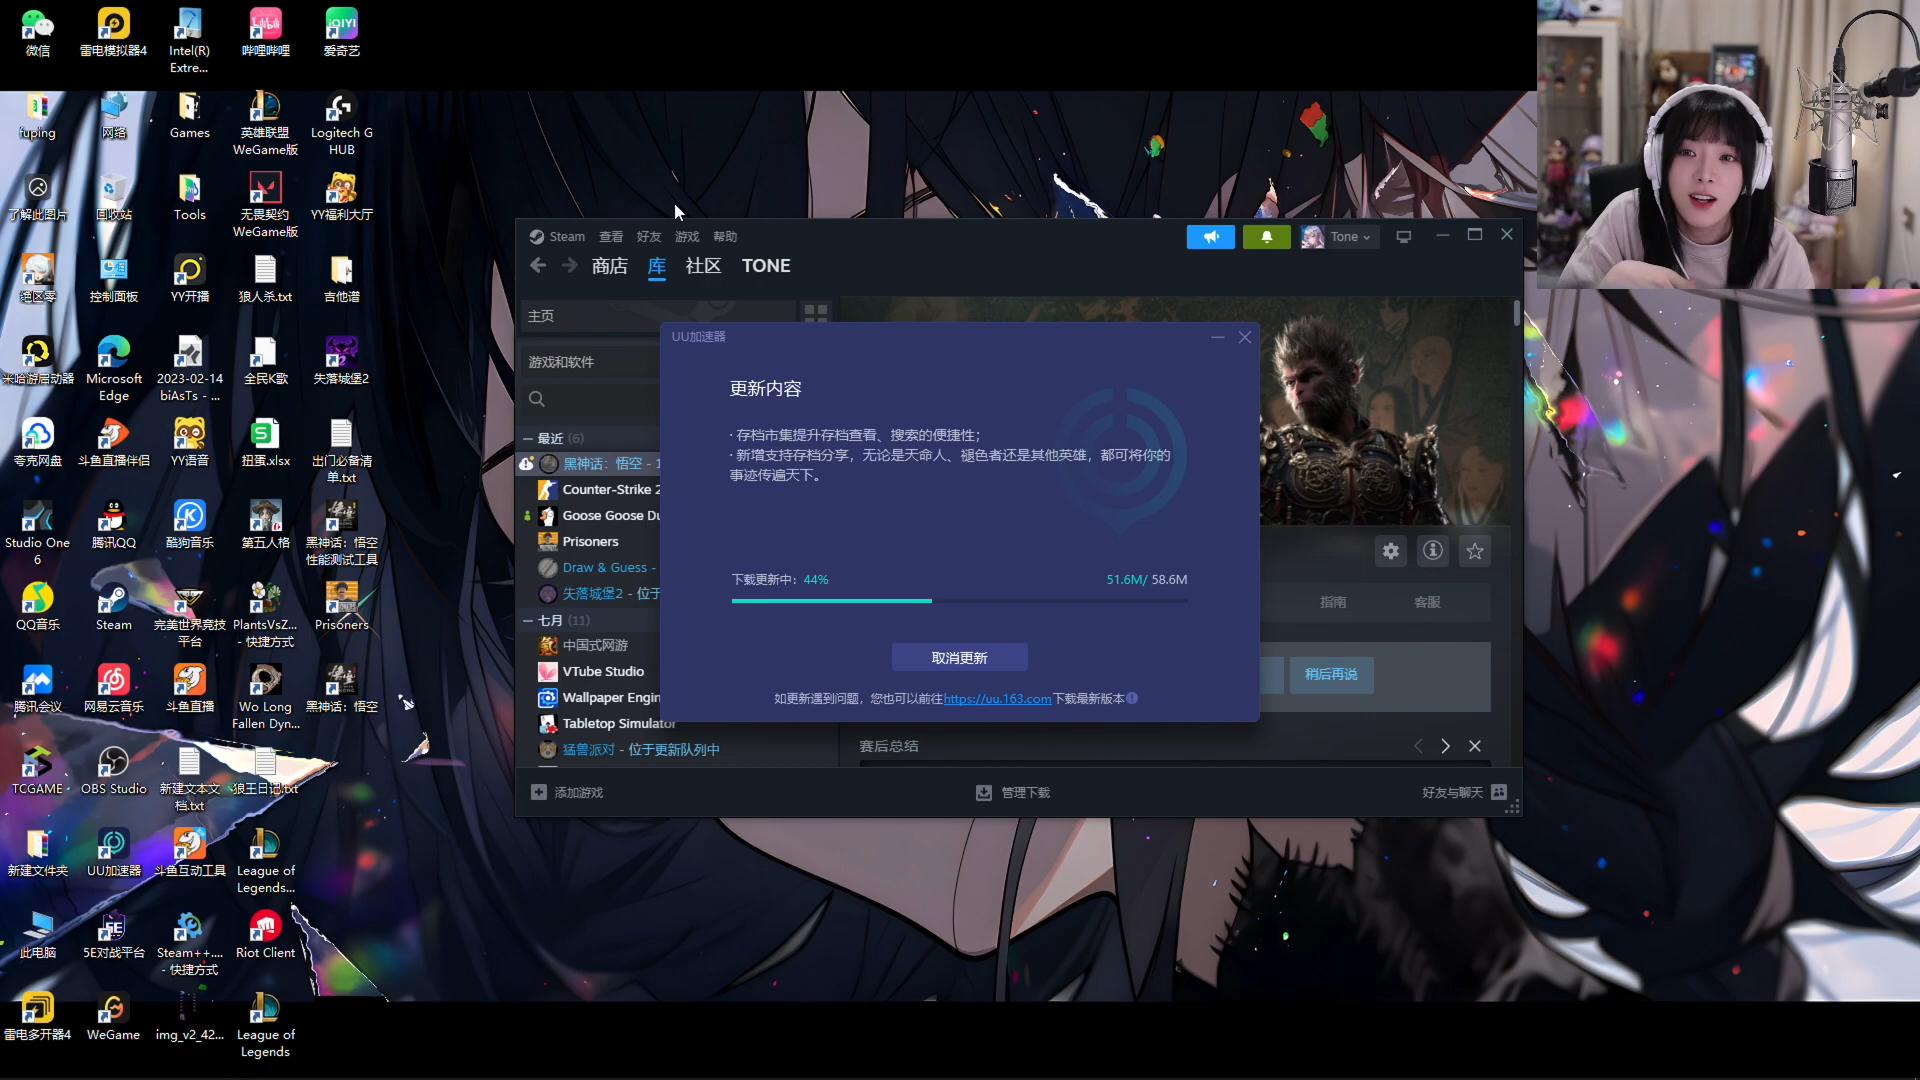 微信
雷电模拟器4
Intel(R)
Extre...
哔哩哔哩
爱奇艺
fuping
网络
Games
英雄联盟
WeGame版
Logitech G
HUB
了解此图片
回收站
Tools
无畏契约
WeGame版
YY福利大厅
绝区零
控制面板
YY开播
狼人杀.txt
吉他谱
米哈游启动器
Microsoft
Edge
2023-02-14
biAsTs - ...
全民K歌
失落城堡2
夸克网盘
斗鱼直播伴侣
YY语音
扭蛋.xlsx
出门必备清
单.txt
Studio One
6
腾讯QQ
酷狗音乐
第五人格
黑神话：悟空
性能测试工具
QQ音乐
Steam
完美世界竞技
平台
PlantsVsZ...
- 快捷方式
Prisoners
腾讯会议
网易云音乐
斗鱼直播
Wo Long
Fallen Dyn...
黑神话：悟空
TCGAME
OBS Studio
新建文本文
档.txt
狼王日记.txt
新建文件夹
UU加速器
斗鱼互动工具
League of
Legends...
此电脑
5E对战平台
Steam++....
- 快捷方式
Riot Client
雷电多开器4
WeGame
img_v2_42...
League of
Legends
Steam 查看 好友 游戏 帮助
Tone
商店 库 社区 TONE
主页
游戏和软件
最近 (6)
黑神话：悟空 - 1
Counter-Strike 2
Goose Goose Du
Prisoners
Draw & Guess -
失落城堡2 - 位于
七月 (11)
中国式网游
VTube Studio
Wallpaper Engin
Tabletop Simulator
猛兽派对 - 位于更新队列中
UU加速器
更新内容
· 存档市集提升存档查看、搜索的便捷性；
· 新增支持存档分享，无论是天命人、褪色者还是其他英雄，都可将你的
事迹传遍天下。
下载更新中：44%
51.6M/ 58.6M
取消更新
如更新遇到问题，您也可以前往https://uu.163.com下载最新版本
指南 客服
稍后再说
赛后总结
添加游戏
管理下载
好友与聊天